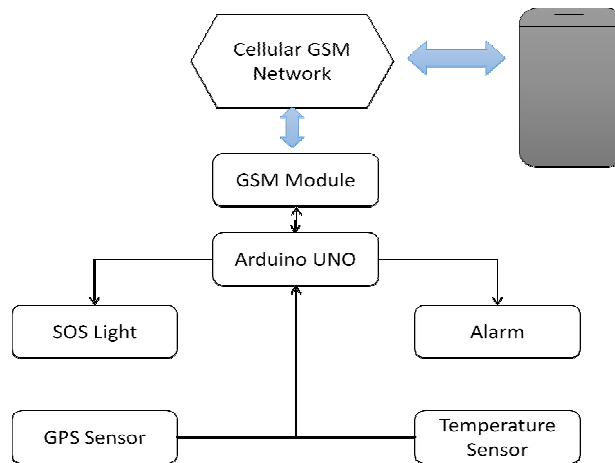 Cellular GSM
Network
GSM Module
Arduino UNO
SOS Light
Alarm
GPS Sensor
Temperature
Sensor